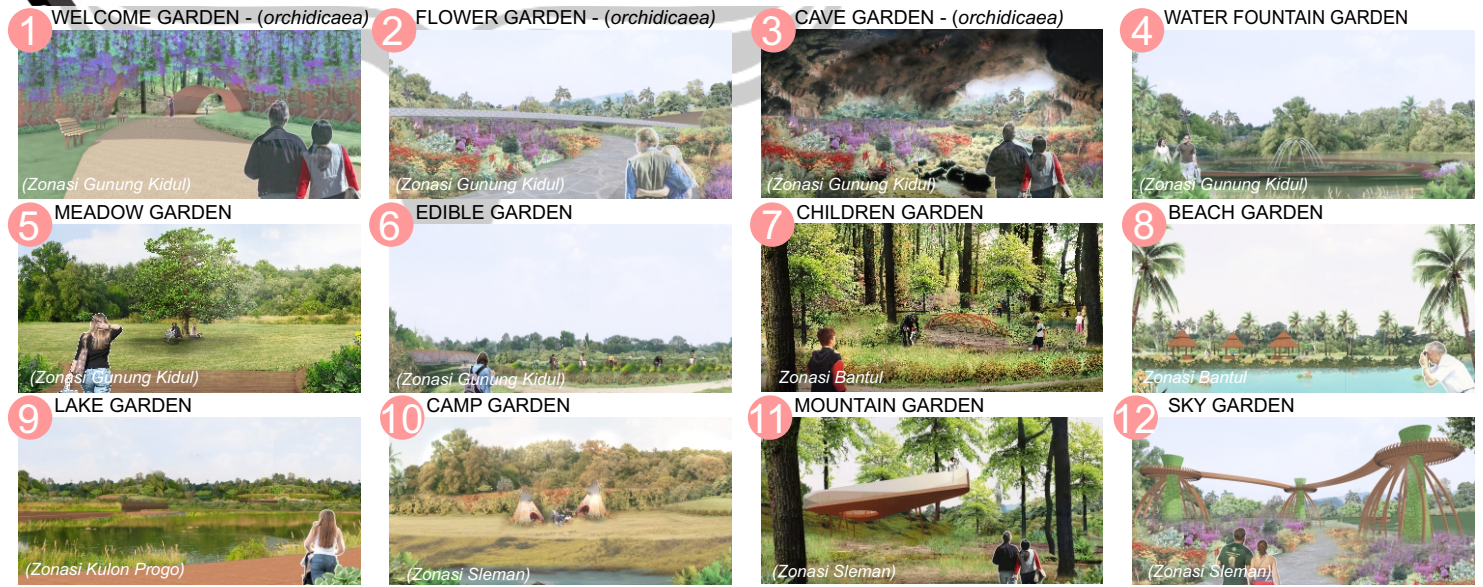 1 WELCOME GARDEN - (orchidicaea)
2 FLOWER GARDEN - (orchidicaea)
3 CAVE GARDEN - (orchidicaea)
4 WATER FOUNTAIN GARDEN
(Zonasi Gunung Kidul)
(Zonasi Gunung Kidul)
(Zonasi Gunung Kidul)
(Zonasi Gunung Kidul)
5 MEADOW GARDEN
6 EDIBLE GARDEN
7 CHILDREN GARDEN
8 BEACH GARDEN
(Zonasi Gunung Kidul)
(Zonasi Gunung Kidul)
Zonasi Bantul
Zonasi Bantul
9 LAKE GARDEN
10 CAMP GARDEN
11 MOUNTAIN GARDEN
12 SKY GARDEN
(Zonasi Kulon Progo)
(Zonasi Sleman)
(Zonasi Sleman)
(Zonasi Sleman)